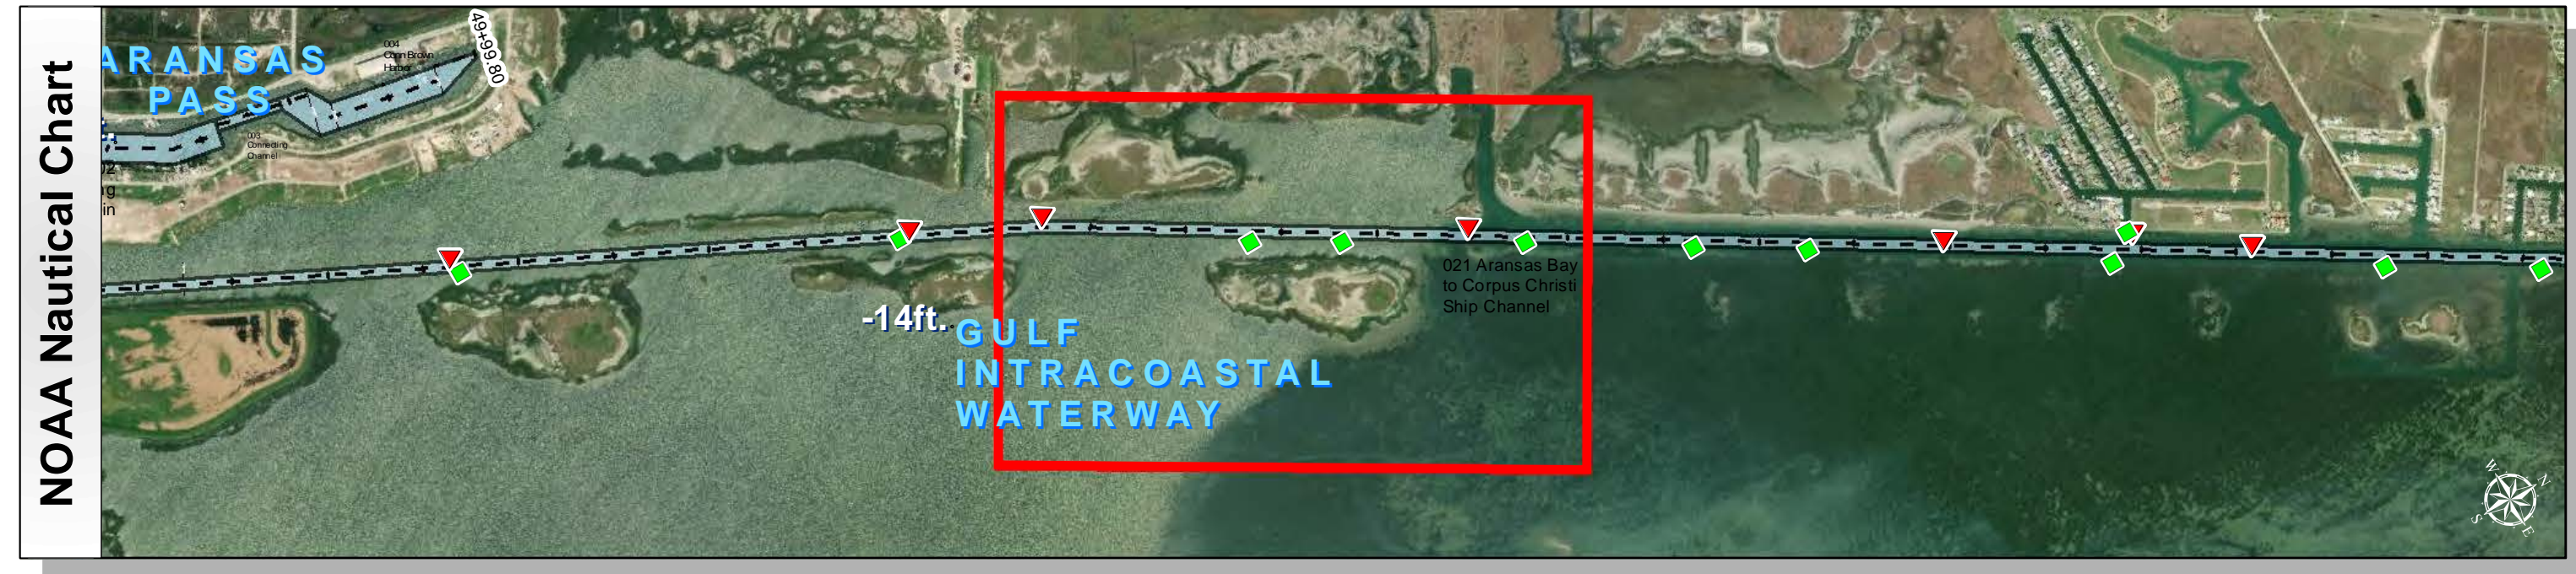 NOAA Nautical Chart
ARANSAS
PASS
004
Conn Brown
Harbor
49+99.80
003
Connecting
Channel
-14ft.
GULF
INTRACOASTAL
WATERWAY
021 Aransas Bay
to Corpus Christi
Ship Channel
W
N
S
E